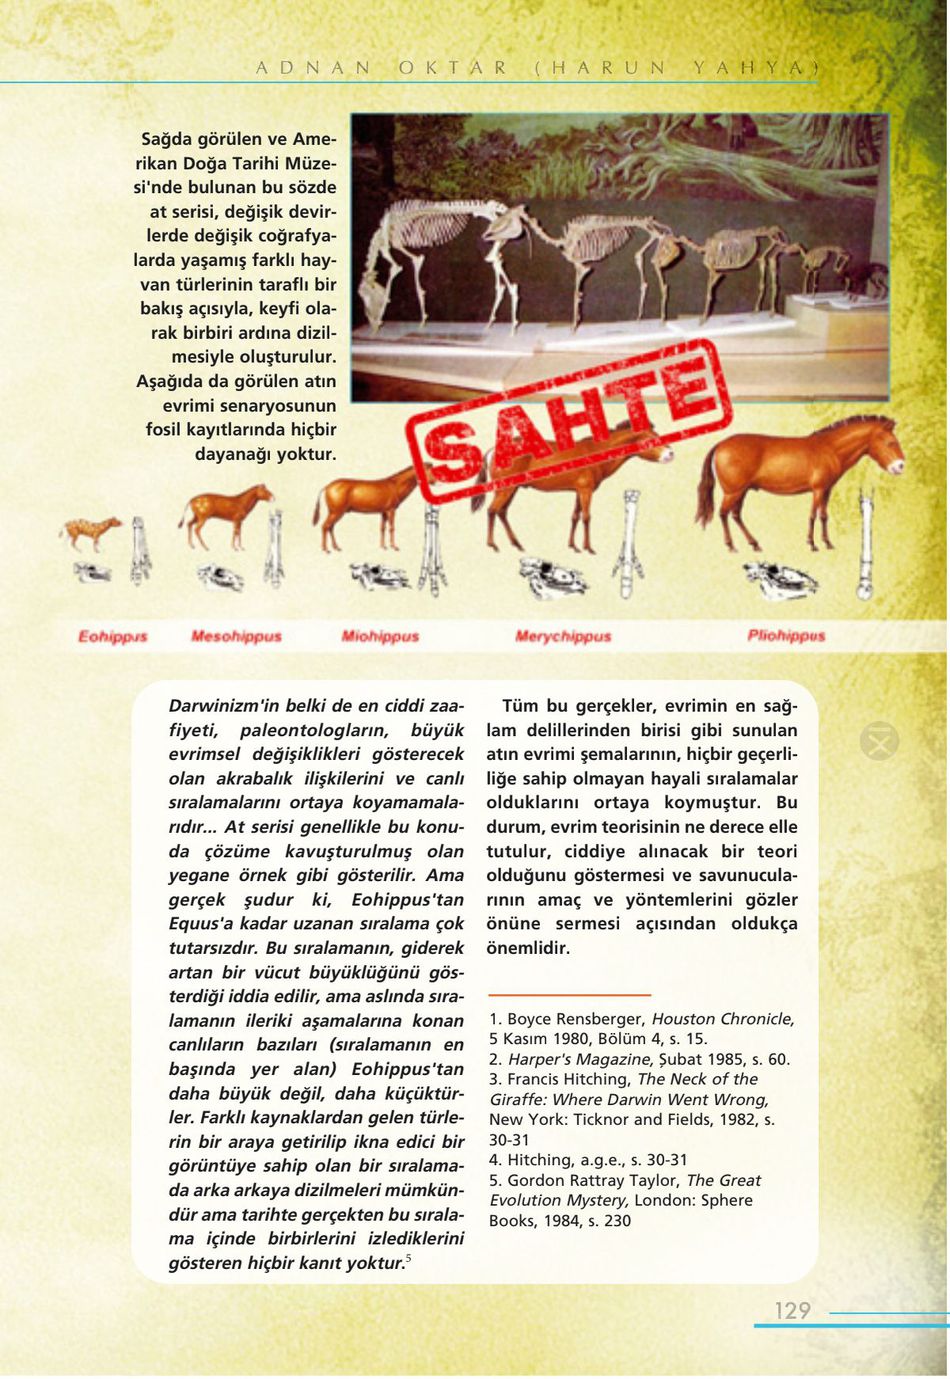 ADNAN OKTAR (HARUN YAHYA)
Sağda görülen ve Ame-
rikan Doğa Tarihi Müze-
si'nde bulunan bu sözde
at serisi, değişik devir-
lerde değişik coğrafya-
larda yaşamış farklı hay-
van türlerinin taraflı bir
bakış açısıyla, keyfi ola-
rak birbiri ardına dizil-
mesiyle oluşturulur.
Aşağıda da görülen atın
evrimi senaryosunun
fosil kayıtlarında hiçbir
dayanağı yoktur.
SAHTE
Eohippus Mesohippus Miohippus Merychippus Pliohippus
Darwinizm'in belki de en ciddi zaa-
fiyeti, paleontologların, büyük
evrimsel değişiklikleri gösterecek
olan akrabalık ilişkilerini ve canlı
sıralamalarını ortaya koyamamala-
rıdır... At serisi genellikle bu konu-
da çözüme kavuşturulmuş olan
yegane örnek gibi gösterilir. Ama
gerçek şudur ki, Eohippus'tan
Equus'a kadar uzanan sıralama çok
tutarsızdır. Bu sıralamanın, giderek
artan bir vücut büyüklüğünü gös-
terdiği iddia edilir, ama aslında sıra-
lamanın ileriki aşamalarına konan
canlıların bazıları (sıralamanın en
başında yer alan) Eohippus'tan
daha büyük değil, daha küçüktür-
ler. Farklı kaynaklardan gelen türle-
rin bir araya getirilip ikna edici bir
görüntüye sahip olan bir sıralama-
da arka arkaya dizilmeleri mümkün-
dür ama tarihte gerçekten bu sırala-
ma içinde birbirlerini izlediklerini
gösteren hiçbir kanıt yoktur.5
Tüm bu gerçekler, evrimin en sağ-
lam delillerinden birisi gibi sunulan
atın evrimi şemalarının, hiçbir geçerli-
liğe sahip olmayan hayali sıralamalar
olduklarını ortaya koymuştur. Bu
durum, evrim teorisinin ne derece elle
tutulur, ciddiye alınacak bir teori
olduğunu göstermesi ve savunucula-
rının amaç ve yöntemlerini gözler
önüne sermesi açısından oldukça
önemlidir.
1. Boyce Rensberger, Houston Chronicle,
5 Kasım 1980, Bölüm 4, s. 15.
2. Harper's Magazine, Şubat 1985, s. 60.
3. Francis Hitching, The Neck of the
Giraffe: Where Darwin Went Wrong,
New York: Ticknor and Fields, 1982, s.
30-31
4. Hitching, a.g.e., s. 30-31
5. Gordon Rattray Taylor, The Great
Evolution Mystery, London: Sphere
Books, 1984, s. 230
129